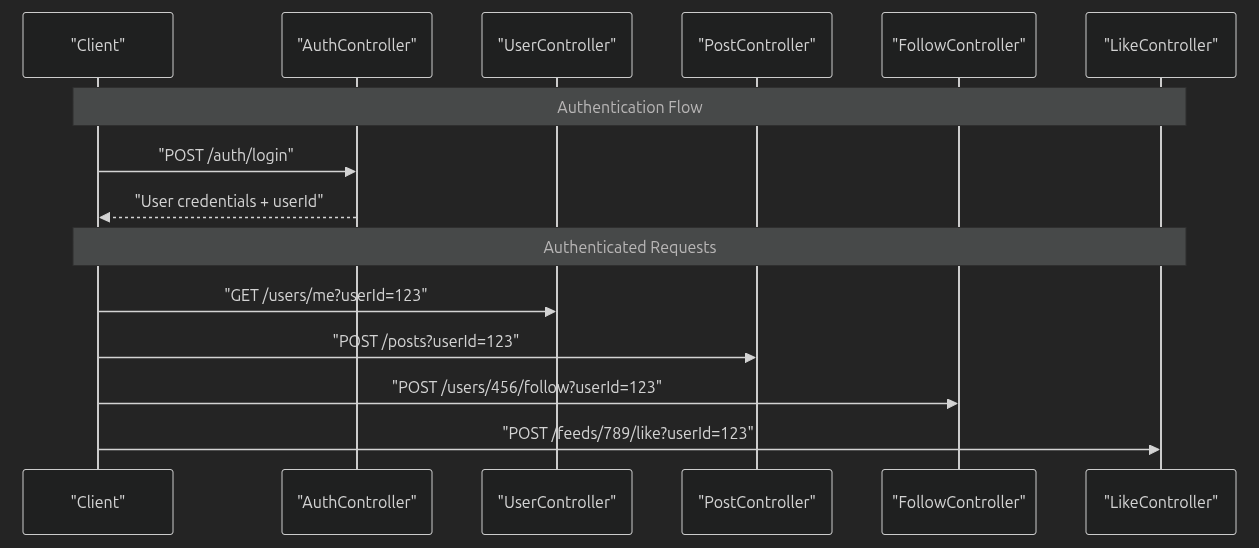 "Client"
"AuthController"
"UserController"
"PostController"
"FollowController"
"LikeController"
Authentication Flow
"POST /auth/login"
"User credentials + userId"
Authenticated Requests
"GET /users/me?userId=123"
"POST /posts?userId=123"
"POST /users/456/follow?userId=123"
"POST /feeds/789/like?userId=123"
"Client"
"AuthController"
"UserController"
"PostController"
"FollowController"
"LikeController"